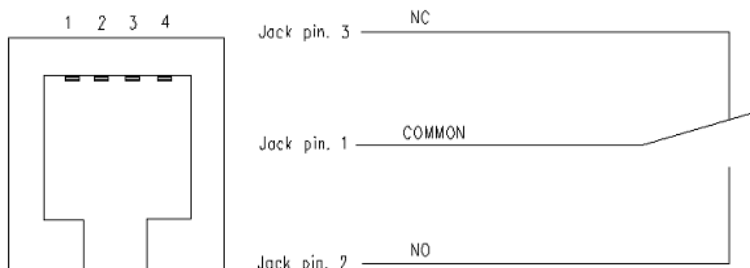 1 2 3 4
Jack pin. 3
NC
Jack pin. 1
COMMON
Jack pin. 2
NO